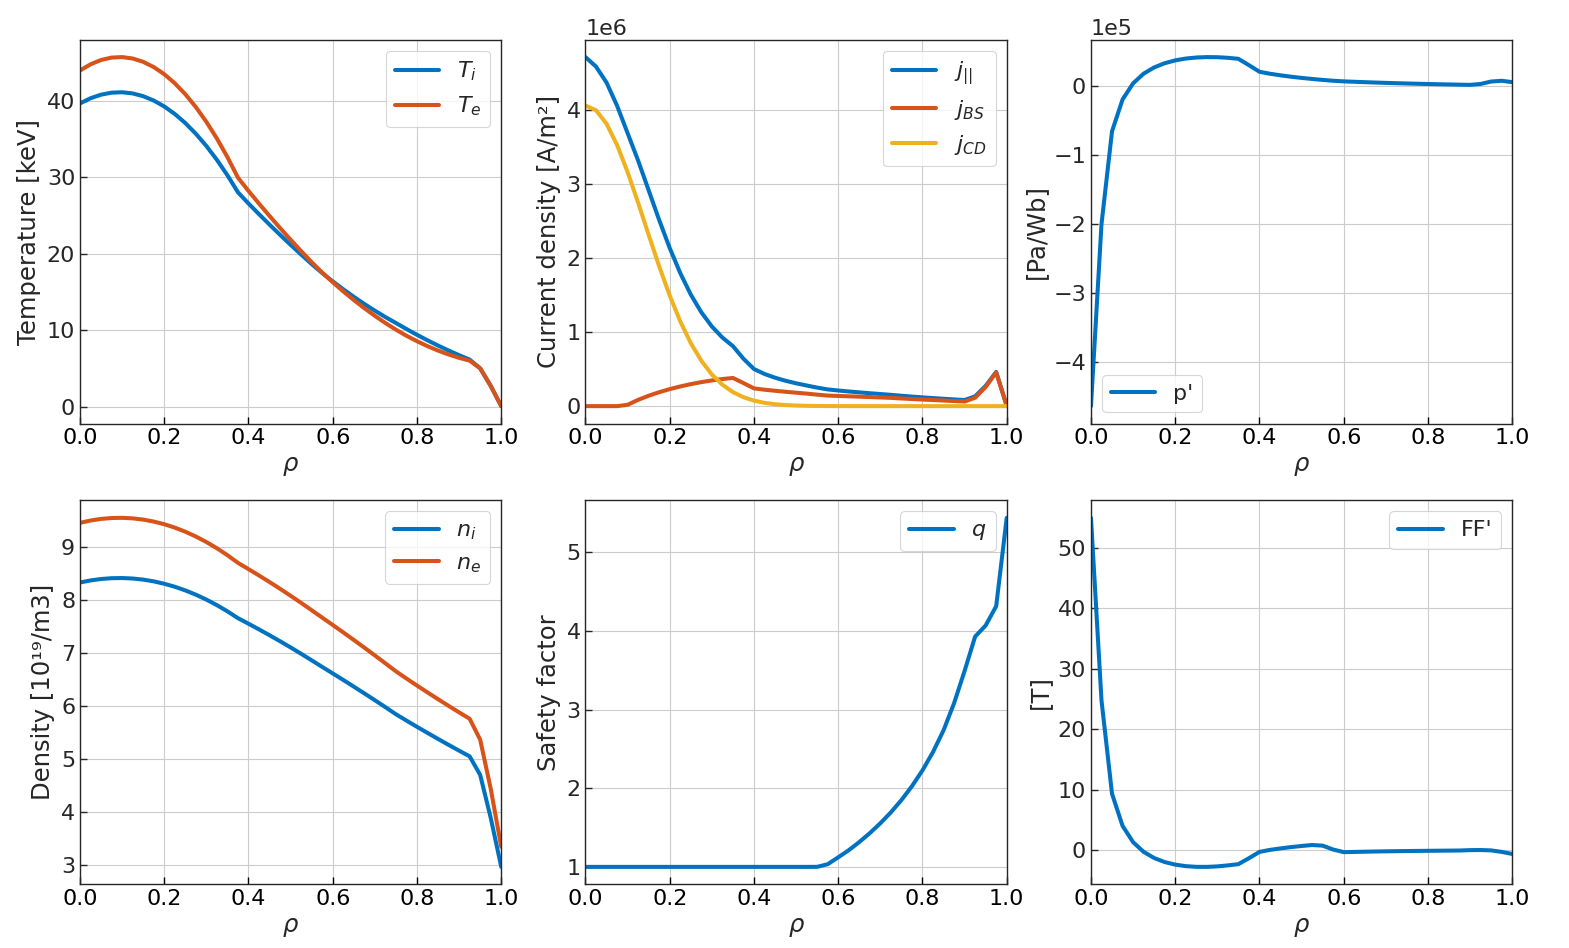 Temperature [keV]
40
30
20
10
0
T_i
T_e
0.0 0.2 0.4 0.6 0.8 1.0
ρ
1e6
Current density [A/m²]
4
3
2
1
0
j_||
j_BS
j_CD
0.0 0.2 0.4 0.6 0.8 1.0
ρ
1e5
[Pa/Wb]
0
−1
−2
−3
−4
p'
0.0 0.2 0.4 0.6 0.8 1.0
ρ
Density [10¹⁹/m3]
9
8
7
6
5
4
3
n_i
n_e
0.0 0.2 0.4 0.6 0.8 1.0
ρ
Safety factor
5
4
3
2
1
q
0.0 0.2 0.4 0.6 0.8 1.0
ρ
[T]
50
40
30
20
10
0
FF'
0.0 0.2 0.4 0.6 0.8 1.0
ρ